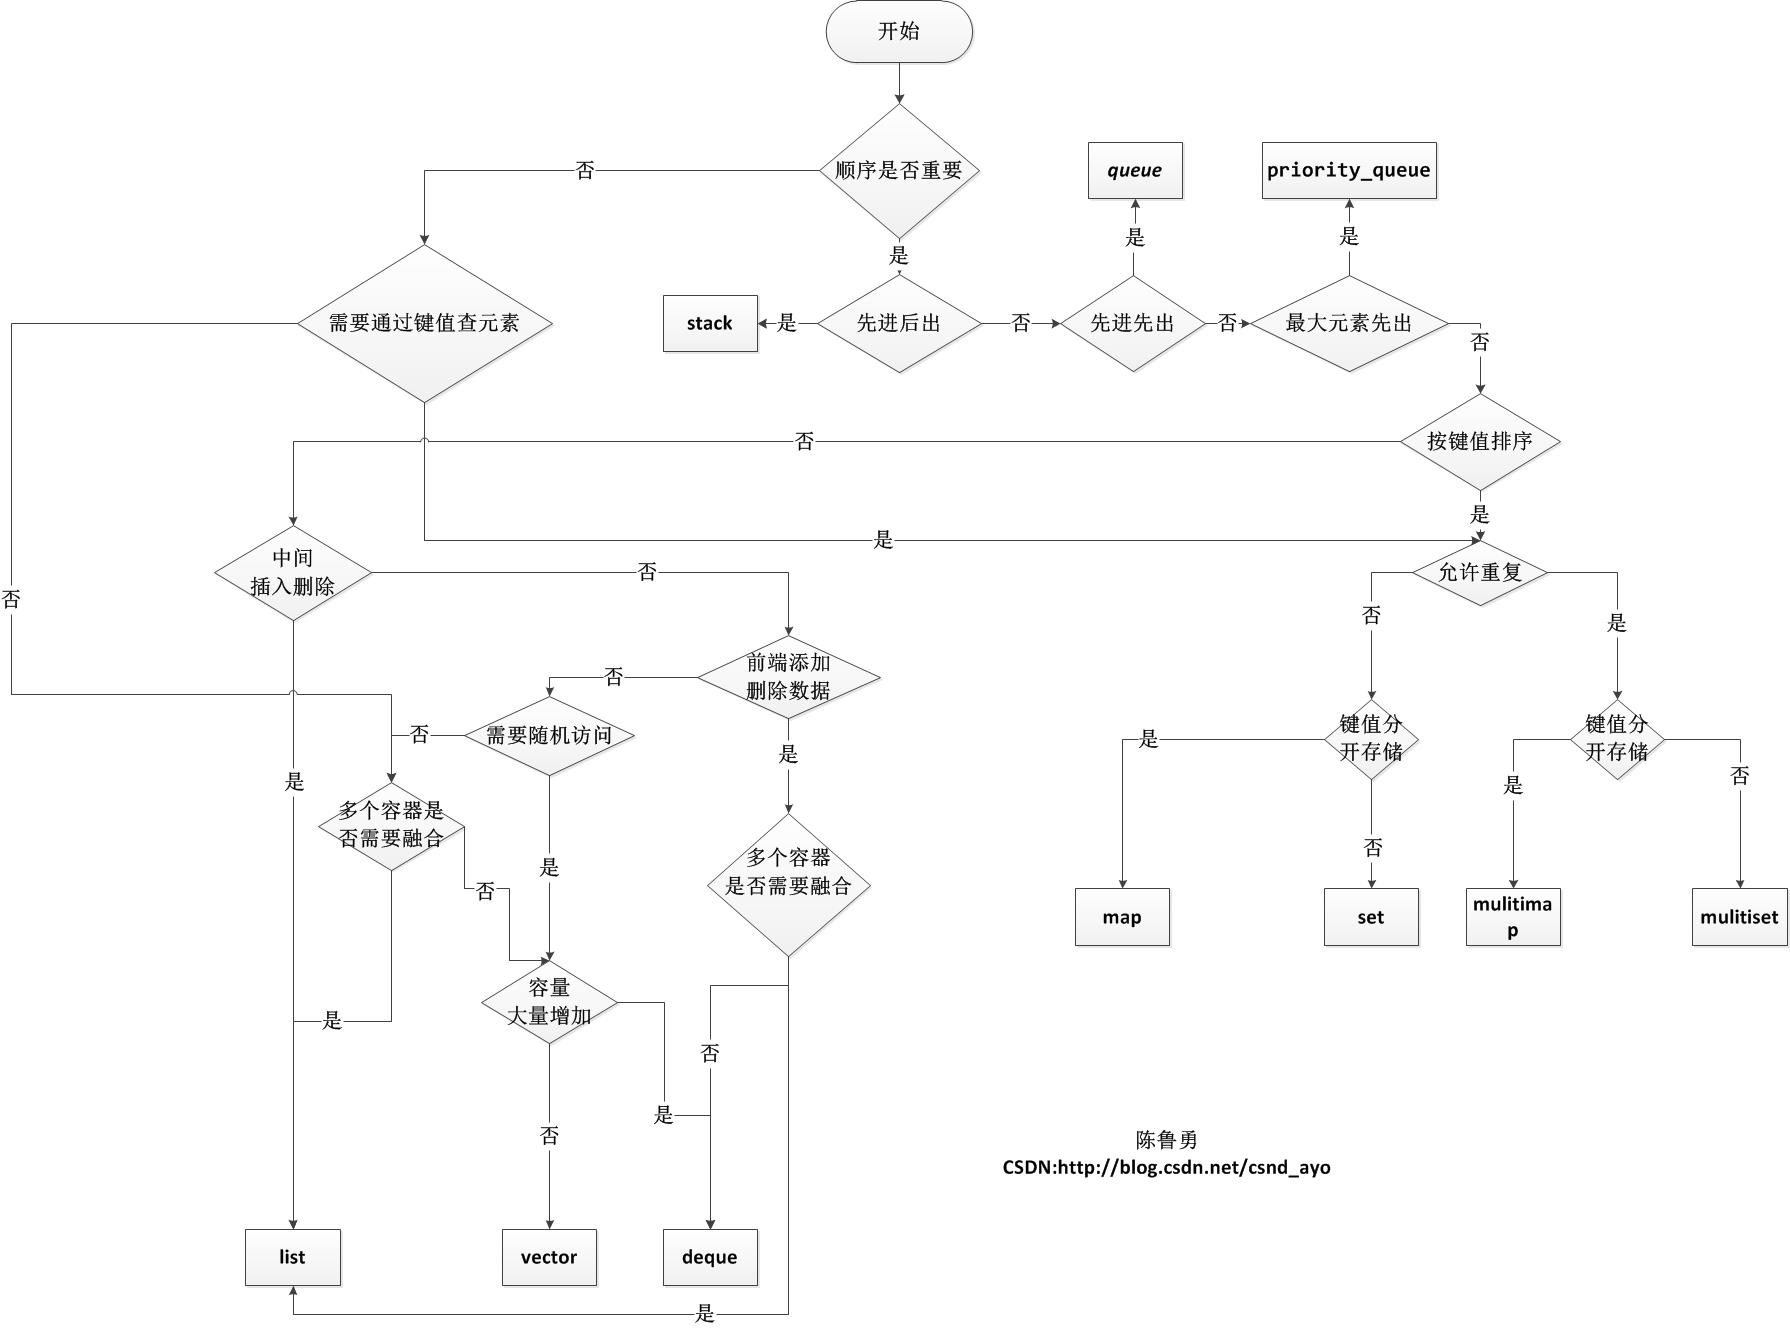 开始
顺序是否重要
否
是
queue
priority_queue
是
是
需要通过键值查元素
stack
是
先进后出
否
先进先出
否
最大元素先出
否
按键值排序
否
是
是
中间
插入删除
否
允许重复
否
否
是
前端添加
删除数据
否
需要随机访问
否
是
键值分
开存储
是
键值分
开存储
是
否
是
多个容器是
否需要融合
否
是
多个容器
是否需要融合
否
map
set
mulitima
p
mulitiset
容量
大量增加
是
否
是
否
陈鲁勇
CSDN:http://blog.csdn.net/csnd_ayo
list
vector
deque
是